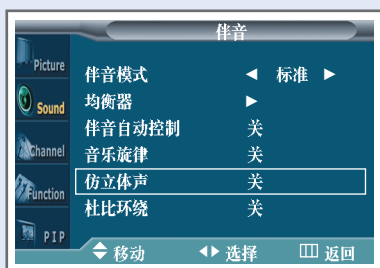 伴音
Picture
Sound
Channel
Function
PIP
伴音模式 ◀ 标准 ▶
均衡器 ▶
伴音自动控制 关
音乐旋律 关
仿立体声 关
杜比环绕 关
移动 选择 返回